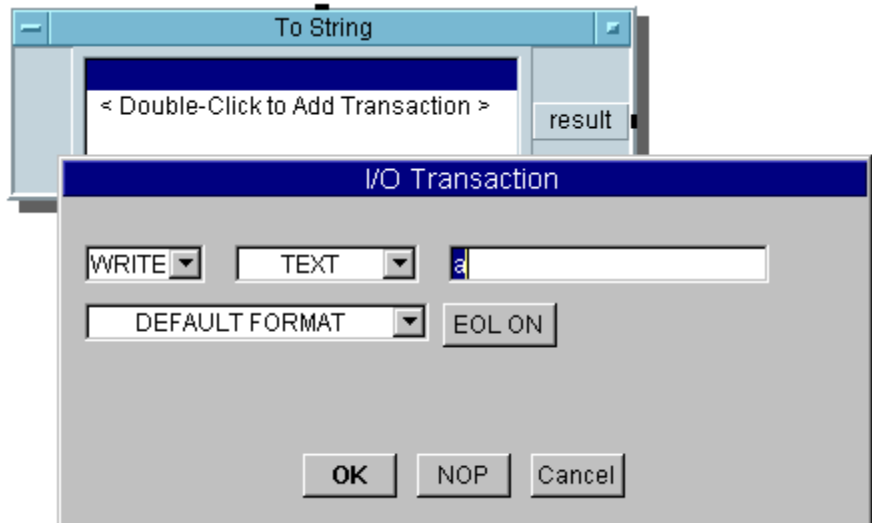 To String
< Double-Click to Add Transaction >
result
I/O Transaction
WRITE TEXT a
DEFAULT FORMAT EOL ON
OK NOP Cancel